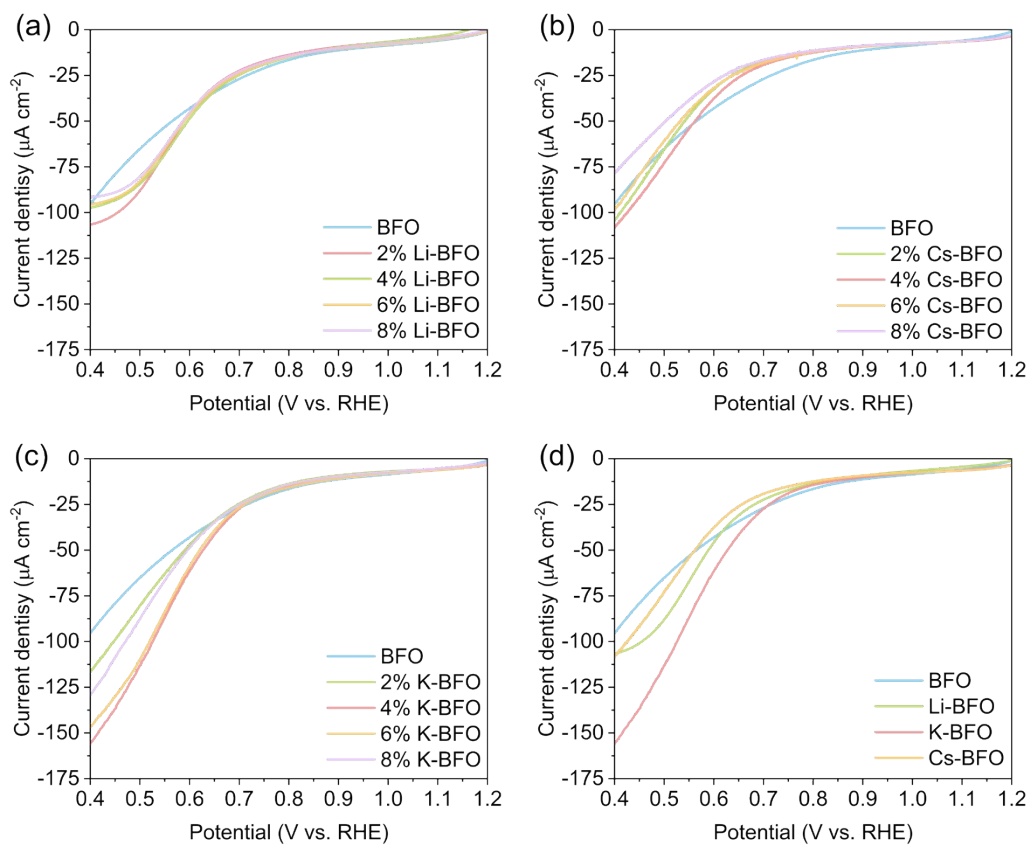 (a)
0
-25
-50
-75
-100
-125
-150
-175
Current dentisy (μA cm⁻²)
BFO
2% Li-BFO
4% Li-BFO
6% Li-BFO
8% Li-BFO
0.4 0.5 0.6 0.7 0.8 0.9 1.0 1.1 1.2
Potential (V vs. RHE)
(b)
0
-25
-50
-75
-100
-125
-150
-175
Current dentisy (μA cm⁻²)
BFO
2% Cs-BFO
4% Cs-BFO
6% Cs-BFO
8% Cs-BFO
0.4 0.5 0.6 0.7 0.8 0.9 1.0 1.1 1.2
Potential (V vs. RHE)
(c)
0
-25
-50
-75
-100
-125
-150
-175
Current dentisy (μA cm⁻²)
BFO
2% K-BFO
4% K-BFO
6% K-BFO
8% K-BFO
0.4 0.5 0.6 0.7 0.8 0.9 1.0 1.1 1.2
Potential (V vs. RHE)
(d)
0
-25
-50
-75
-100
-125
-150
-175
Current dentisy (μA cm⁻²)
BFO
Li-BFO
K-BFO
Cs-BFO
0.4 0.5 0.6 0.7 0.8 0.9 1.0 1.1 1.2
Potential (V vs. RHE)